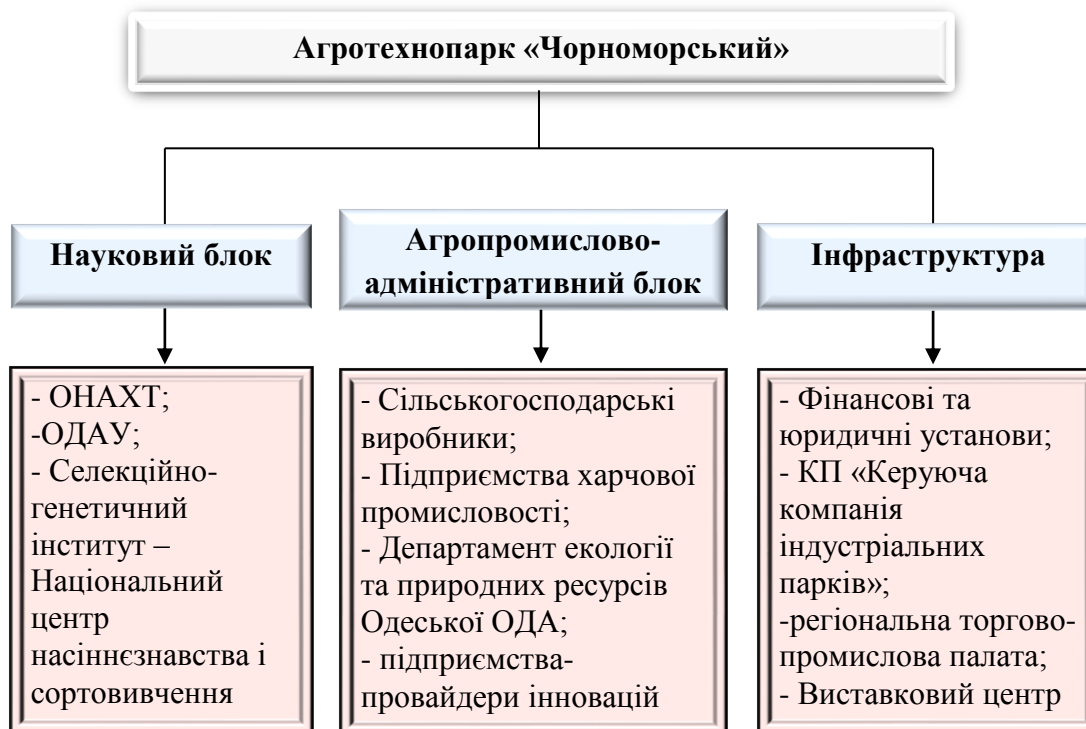 Агротехнопарк «Чорноморський»
Науковий блок
Агропромислово-
адміністративний блок
Інфраструктура
- ОНАХТ;
-ОДАУ;
- Селекційно-
генетичний
інститут –
Національний
центр
насіннєзнавства і
сортовивчення
- Сільськогосподарські
виробники;
- Підприємства харчової
промисловості;
- Департамент екології
та природних ресурсів
Одеської ОДА;
- підприємства-
провайдери інновацій
- Фінансові та
юридичні установи;
- КП «Керуюча
компанія
індустріальних
парків»;
-регіональна торгово-
промислова палата;
- Виставковий центр